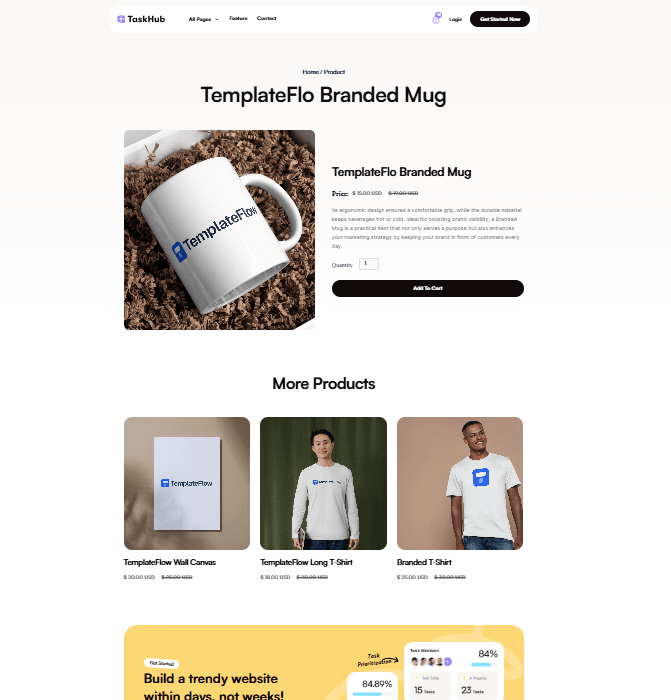 TaskHub
All Pages
Feature
Contact
Login
Get Started Now
Home / Product
TemplateFlo Branded Mug
TemplateFlow
TemplateFlo Branded Mug
Price: $ 15.00 USD $ 19.00 USD
Its ergonomic design ensures a comfortable grip, while the durable material
keeps beverages hot or cold. Ideal for boosting brand visibility, a Branded
Mug is a practical item that not only serves a purpose but also enhances
your marketing strategy by keeping your brand in front of customers every
day.
Quantity 1
Add To Cart
More Products
TemplateFlow
TemplateFlow Wall Canvas
$ 20.00 USD $ 25.00 USD
TemplateFlow Long T-Shirt
$ 18.00 USD $ 20.00 USD
Branded T-Shirt
$ 25.00 USD $ 30.00 USD
Get Started
Build a trendy website
within days, not weeks!
Task
Prioritization
84.89%
Team Members
84%
Task Today
15 Tasks
In Progress
23 Tasks